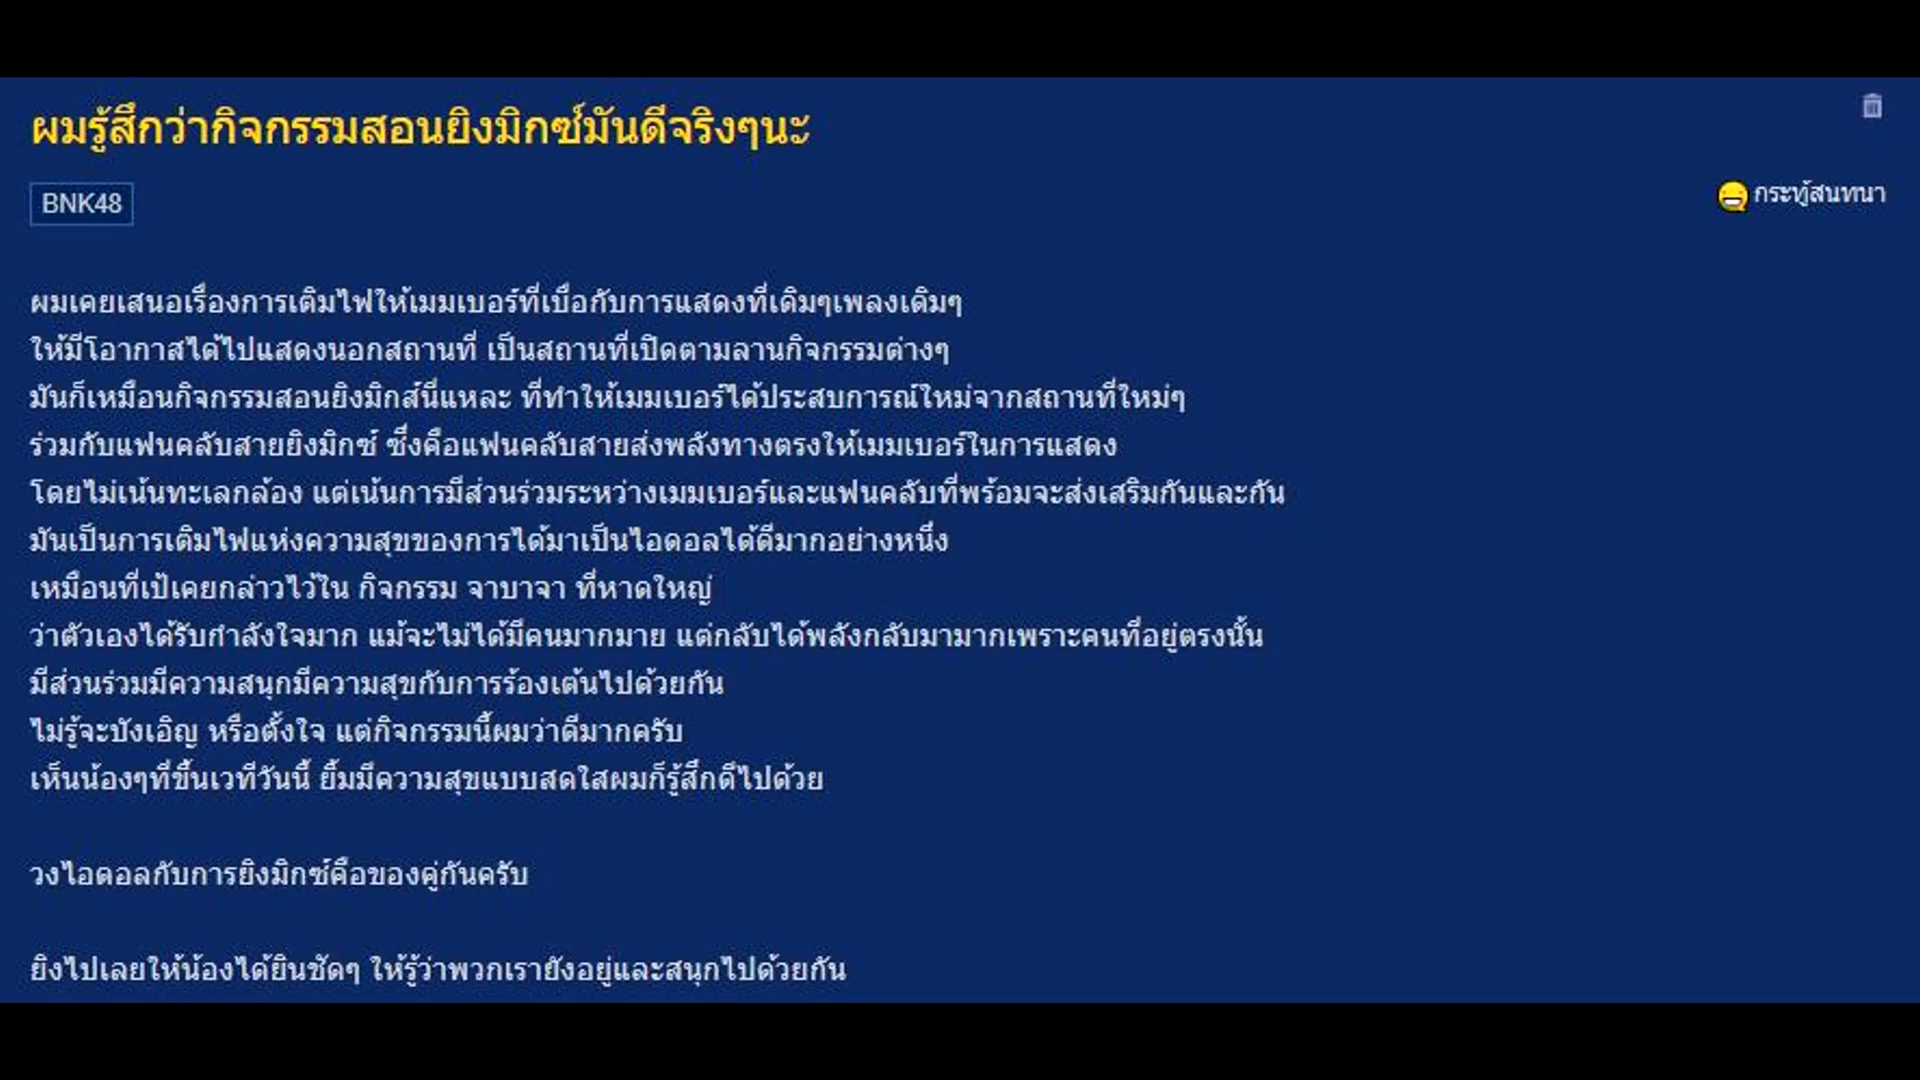 ผมรู้สึกว่ากิจกรรมสอนยิงมิกซ์มันดีจริงๆนะ
BNK48
กระทู้สนทนา
ผมเคยเสนอเรื่องการเติมไฟให้เมมเบอร์ที่เบื่อกับการแสดงที่เดิมๆเพลงเดิมๆ
ให้มีโอากาสได้ไปแสดงนอกสถานที่ เป็นสถานที่เปิดตามลานกิจกรรมต่างๆ
มันก็เหมือนกิจกรรมสอนยิงมิกส์นี่แหละ ที่ทำให้เมมเบอร์ได้ประสบการณ์ใหม่จากสถานที่ใหม่ๆ
ร่วมกับแฟนคลับสายยิงมิกซ์ ซึ่งคือแฟนคลับสายส่งพลังทางตรงให้เมมเบอร์ในการแสดง
โดยไม่เน้นทะเลกล้อง แต่เน้นการมีส่วนร่วมระหว่างเมมเบอร์และแฟนคลับที่พร้อมจะส่งเสริมกันและกัน
มันเป็นการเติมไฟแห่งความสุขของการได้มาเป็นไอดอลได้ดีมากอย่างหนึ่ง
เหมือนที่เป้เคยกล่าวไว้ใน กิจกรรม จาบาจา ที่หาดใหญ่
ว่าตัวเองได้รับกำลังใจมาก แม้จะไม่ได้มีคนมากมาย แต่กลับได้พลังกลับมามากเพราะคนที่อยู่ตรงนั้น
มีส่วนร่วมมีความสนุกมีความสุขกับการร้องเต้นไปด้วยกัน
ไม่รู้จะบังเอิญ หรือตั้งใจ แต่กิจกรรมนี้ผมว่าดีมากครับ
เห็นน้องๆที่ขึ้นเวทีวันนี้ ยิ้มมีความสุขแบบสดใสผมก็รู้สึกดีไปด้วย
วงไอดอลกับการยิงมิกซ์คือของคู่กันครับ
ยิงไปเลยให้น้องได้ยินชัดๆ ให้รู้ว่าพวกเรายังอยู่และสนุกไปด้วยกัน